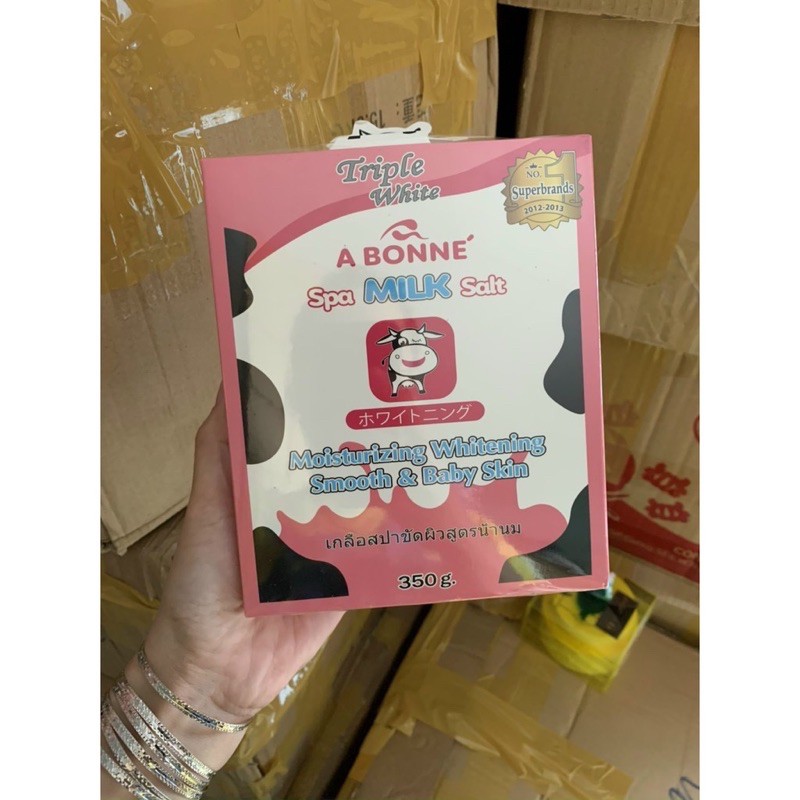 Triple
White
NO. 1
Superbrands
2012-2013
A BONNÉ
Spa MILK Salt
ホワイトニング
Moisturizing Whitening
Smooth & Baby Skin
เกลือสปาขัดผิวสูตรน้ำนม
350 g.